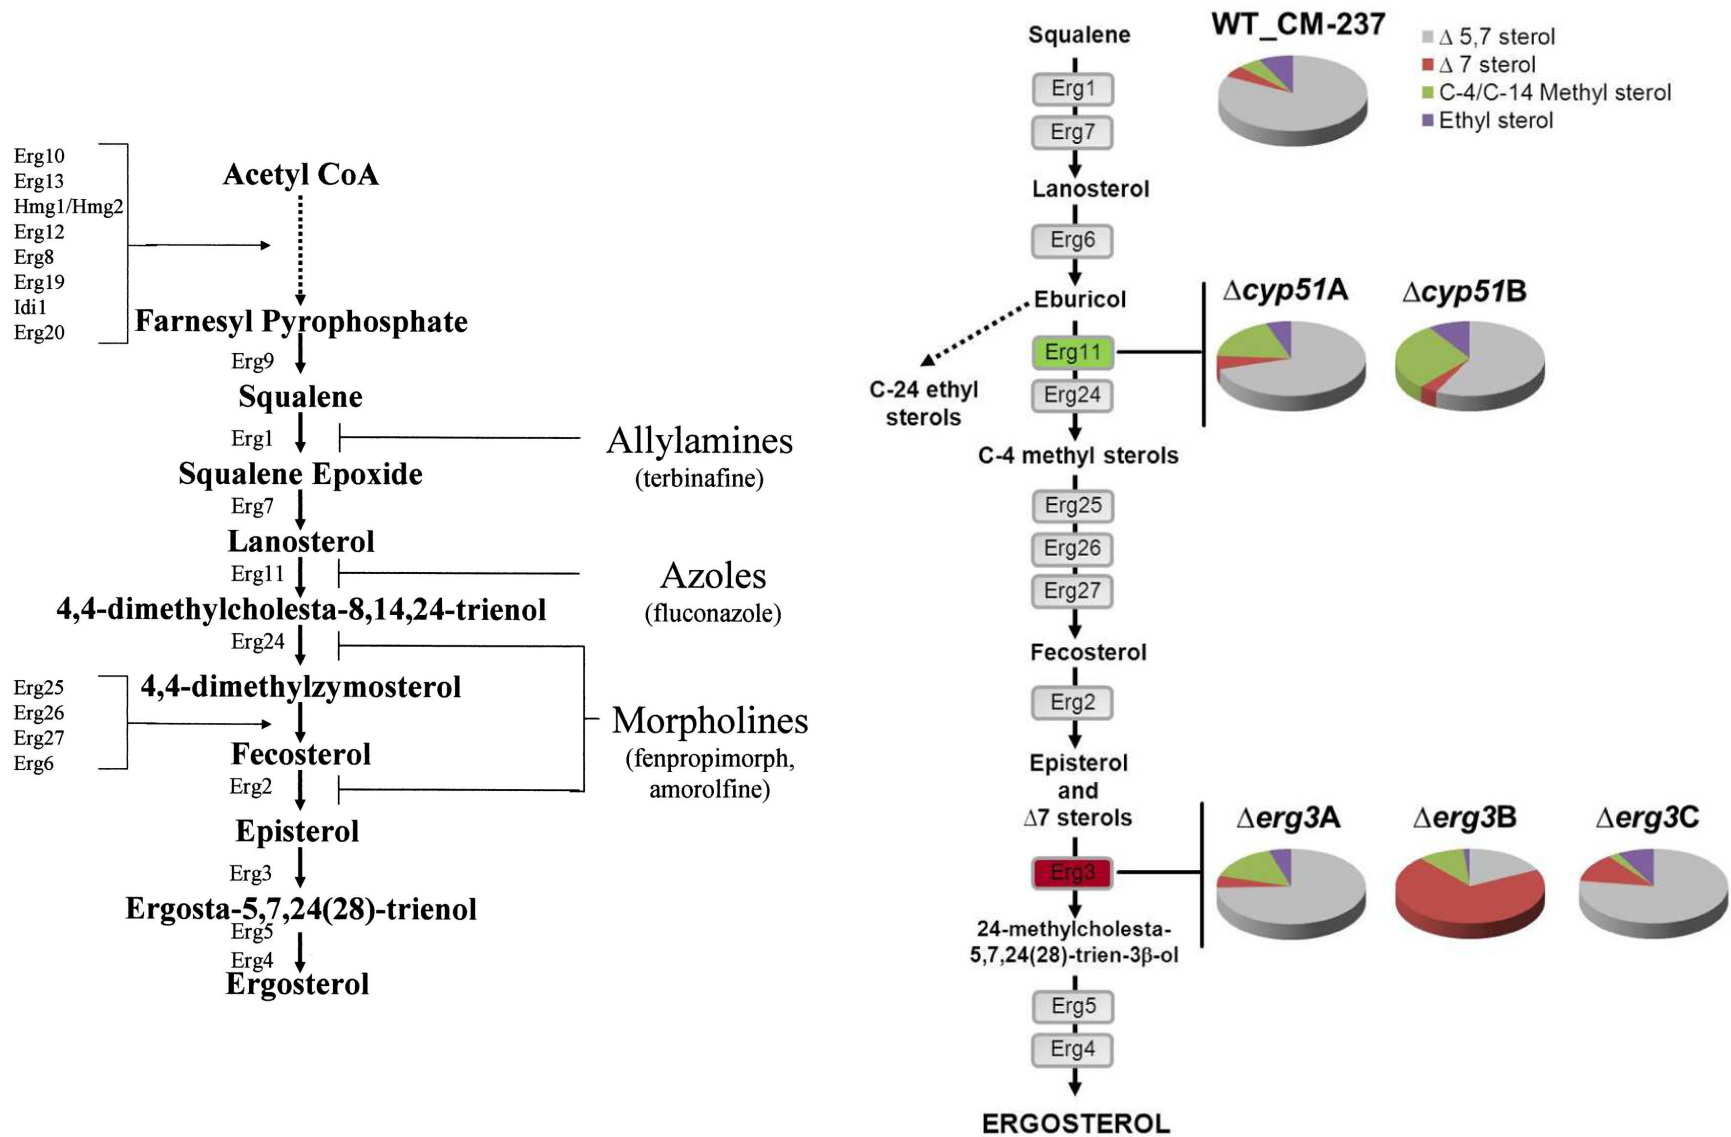 Erg10
Erg13
Hmg1/Hmg2
Erg12
Erg8
Erg19
Idi1
Erg20
Acetyl CoA
Farnesyl Pyrophosphate
Erg9
Squalene
Erg1
Squalene Epoxide
Erg7
Lanosterol
Erg11
4,4-dimethylcholesta-8,14,24-trienol
Erg24
4,4-dimethylzymosterol
Erg25
Erg26
Erg27
Erg6
Fecosterol
Erg2
Episterol
Erg3
Ergosta-5,7,24(28)-trienol
Erg5
Erg4
Ergosterol
Allylamines
(terbinafine)
Azoles
(fluconazole)
Morpholines
(fenpropimorph,
amorolfine)
Squalene
Erg1
Erg7
Lanosterol
Erg6
Eburicol
C-24 ethyl
sterols
Erg11
Erg24
C-4 methyl sterols
Erg25
Erg26
Erg27
Fecosterol
Erg2
Episterol
and
Δ7 sterols
Erg3
24-methylcholesta-
5,7,24(28)-trien-3β-ol
Erg5
Erg4
ERGOSTEROL
WT_CM-237
Δ 5,7 sterol
Δ 7 sterol
C-4/C-14 Methyl sterol
Ethyl sterol
Δcyp51A
Δcyp51B
Δerg3A
Δerg3B
Δerg3C